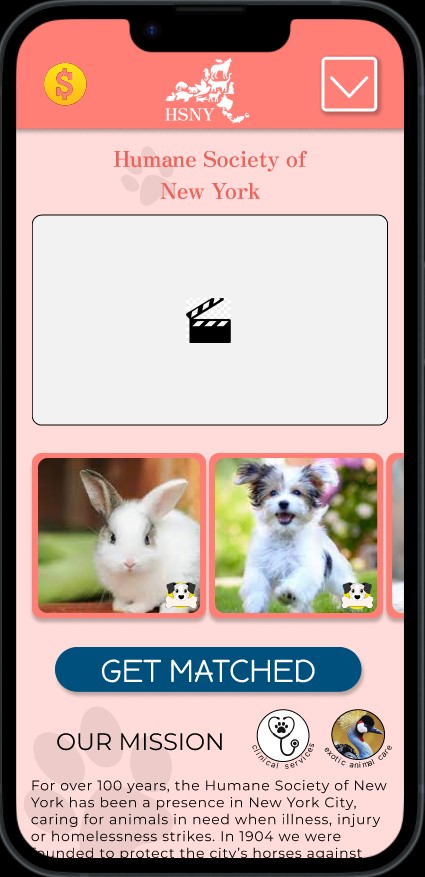 $
HSNY
Humane Society of
New York
GET MATCHED
OUR MISSION
clinical services
exotic animal care
For over 100 years, the Humane Society of New
York has been a presence in New York City,
caring for animals in need when illness, injury
or homelessness strikes. In 1904 we were
founded to protect the city's horses against